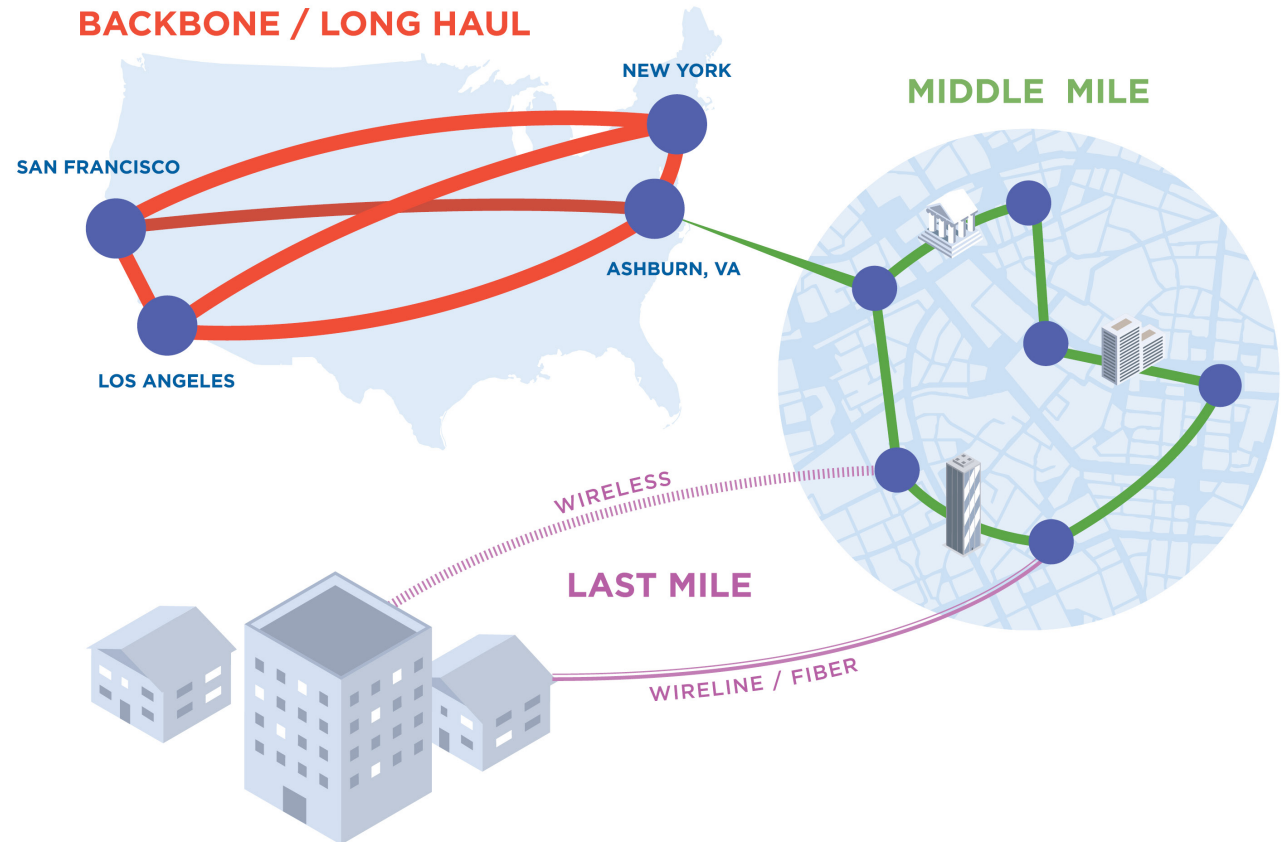 BACKBONE / LONG HAUL
NEW YORK
MIDDLE MILE
SAN FRANCISCO
ASHBURN, VA
LOS ANGELES
WIRELESS
LAST MILE
WIRELINE / FIBER